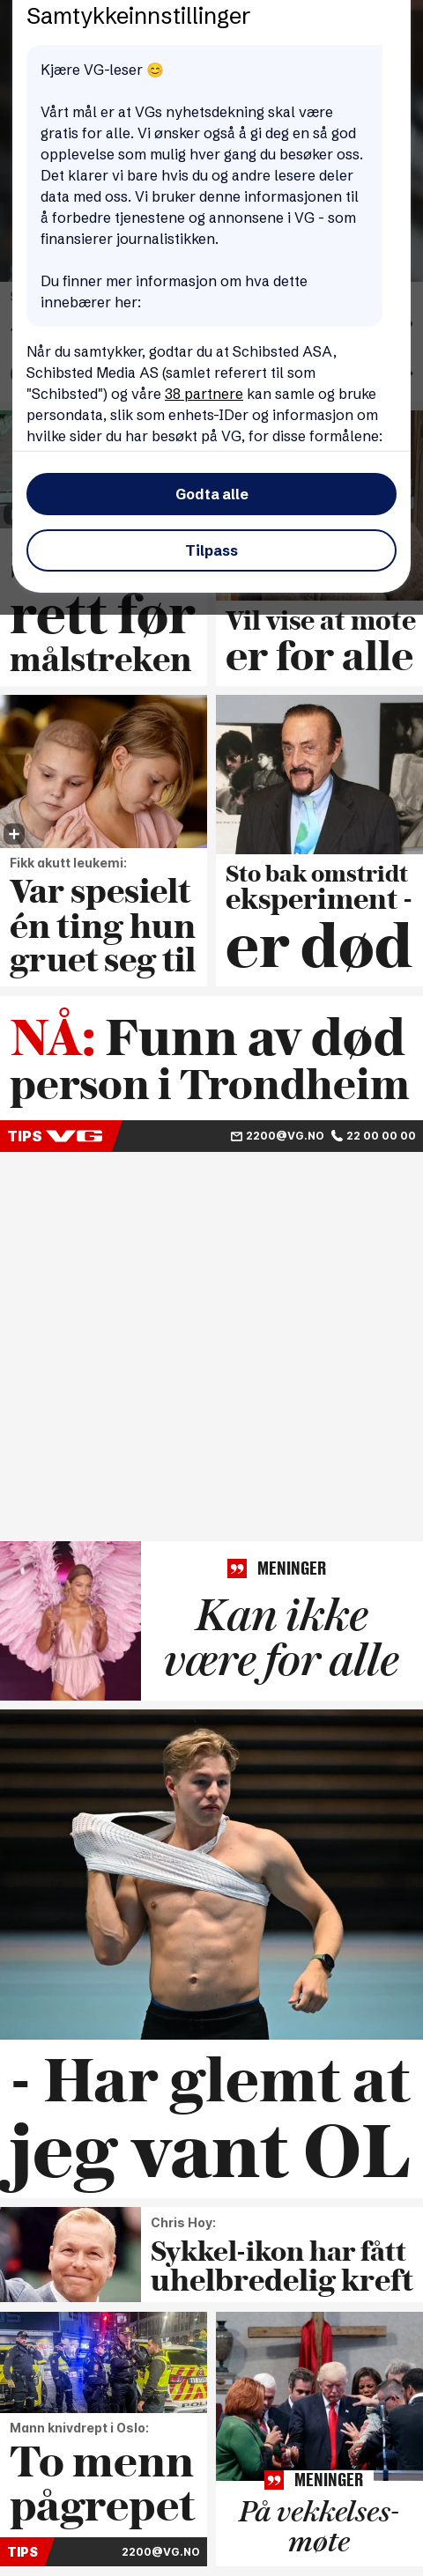 Samtykkeinnstillinger
Kjære VG-leser 😊
Vårt mål er at VGs nyhetsdekning skal være
gratis for alle. Vi ønsker også å gi deg en så god
opplevelse som mulig hver gang du besøker oss.
Det klarer vi bare hvis du og andre lesere deler
data med oss. Vi bruker denne informasjonen til
å forbedre tjenestene og annonsene i VG - som
finansierer journalistikken.
Du finner mer informasjon om hva dette
innebærer her:
Når du samtykker, godtar du at Schibsted ASA,
Schibsted Media AS (samlet referert til som
"Schibsted") og våre 38 partnere kan samle og bruke
persondata, slik som enhets-IDer og informasjon om
hvilke sider du har besøkt på VG, for disse formålene:
Godta alle
Tilpass
rett før
målstreken
Vil vise at mote
er for alle
Fikk akutt leukemi:
Var spesielt
én ting hun
gruet seg til
Sto bak omstridt
eksperiment -
er død
NÅ: Funn av død
person i Trondheim
TIPS VG 2200@VG.NO 22 00 00 00
MENINGER
Kan ikke
være for alle
- Har glemt at
jeg vant OL
Chris Hoy:
Sykkel-ikon har fått
uhelbredelig kreft
Mann knivdrept i Oslo:
To menn
pågrepet
TIPS 2200@VG.NO
MENINGER
På vekkelses-
møte